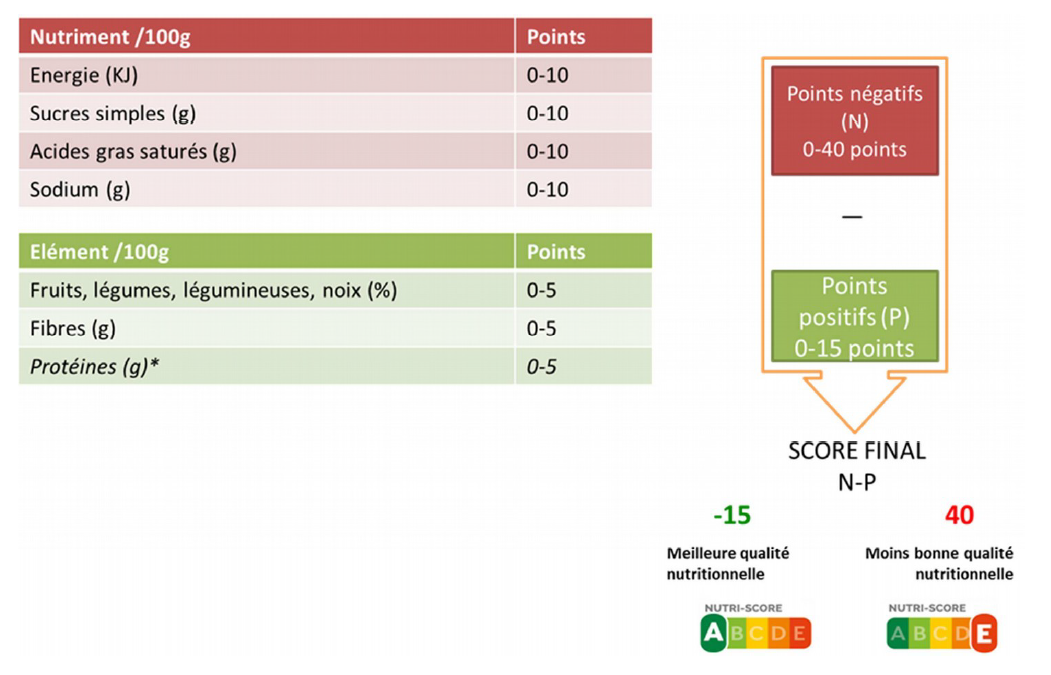 Nutriment /100g Points
Energie (KJ) 0-10
Sucres simples (g) 0-10
Acides gras saturés (g) 0-10
Sodium (g) 0-10
Elément /100g Points
Fruits, légumes, légumineuses, noix (%) 0-5
Fibres (g) 0-5
Protéines (g)* 0-5
Points négatifs
(N)
0-40 points
—
Points
positifs (P)
0-15 points
SCORE FINAL
N-P
-15 40
Meilleure qualité
nutritionnelle
Moins bonne qualité
nutritionnelle
NUTRI-SCORE
A B C D E
NUTRI-SCORE
A B C D E